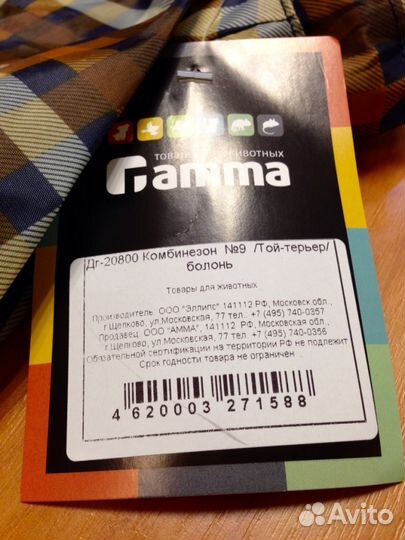 ТОВАРЫ ДЛЯ ЖИВОТНЫХ
Gamma
Дг-20800 Комбинезон №9 /Той-терьер/
болонь
Товары для животных
Производитель: ООО "Эллипс" 141112 РФ, Московск обл.,
г.Щелково, ул.Московская, 77 тел.. +7 (495) 740-0357
Продавец: ООО "АММА", 141112 РФ, Московская обл.,
г.Щелково, ул.Московская, 77 тел.: +7 (495) 740-0356
Обязательной сертификации на территории РФ не подлежит
Срок годности товара не ограничен
4 620003 271588
Avito